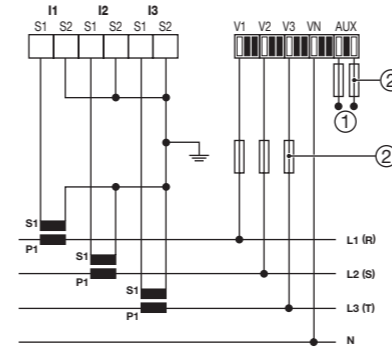 I1 I2 I3
S1 S2 S1 S2 S1 S2
V1 V2 V3 VN AUX
2
1
2
S1
P1
L1 (R)
S1
P1
L2 (S)
S1
P1
L3 (T)
N